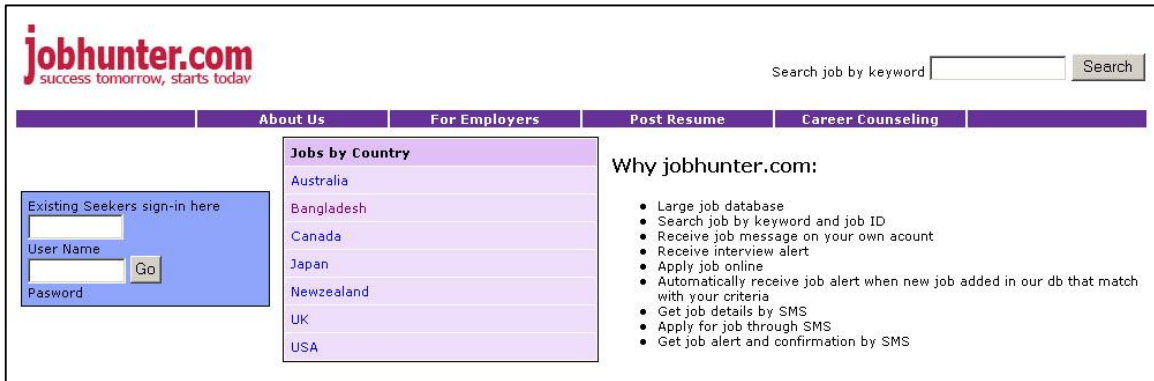 jobhunter.com
success tomorrow, starts today
Search job by keyword
Search
About Us
For Employers
Post Resume
Career Counseling
Existing Seekers sign-in here
User Name
Go
Pasword
Jobs by Country
Australia
Bangladesh
Canada
Japan
Newzealand
UK
USA
Why jobhunter.com:
Large job database
Search job by keyword and job ID
Receive job message on your own acount
Receive interview alert
Apply job online
Automatically receive job alert when new job added in our db that match
with your criteria
Get job details by SMS
Apply for job through SMS
Get job alert and confirmation by SMS